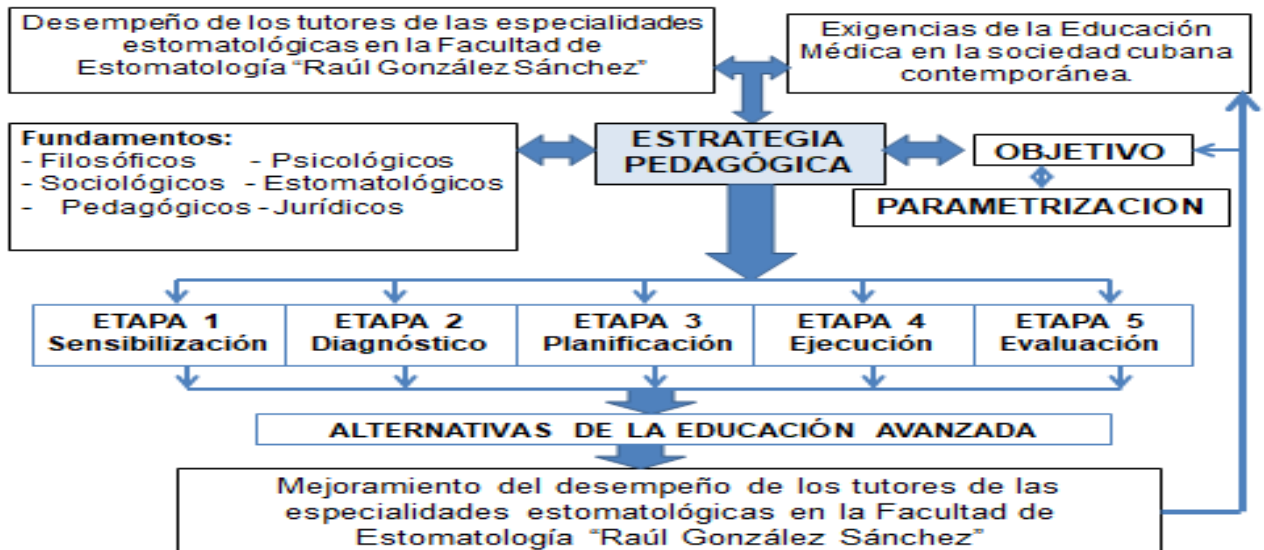 Desempeño de los tutores de las especialidades
estomatológicas en la Facultad de
Estomatología “Raúl González Sánchez”
Exigencias de la Educación
Médica en la sociedad cubana
contemporánea.
Fundamentos:
- Filosóficos - Psicológicos
- Sociológicos - Estomatológicos
- Pedagógicos - Jurídicos
ESTRATEGIA
PEDAGÓGICA
OBJETIVO
PARAMETRIZACION
ETAPA 1
Sensibilización
ETAPA 2
Diagnóstico
ETAPA 3
Planificación
ETAPA 4
Ejecución
ETAPA 5
Evaluación
ALTERNATIVAS DE LA EDUCACIÓN AVANZADA
Mejoramiento del desempeño de los tutores de las
especialidades estomatológicas en la Facultad de
Estomatología “Raúl González Sánchez”